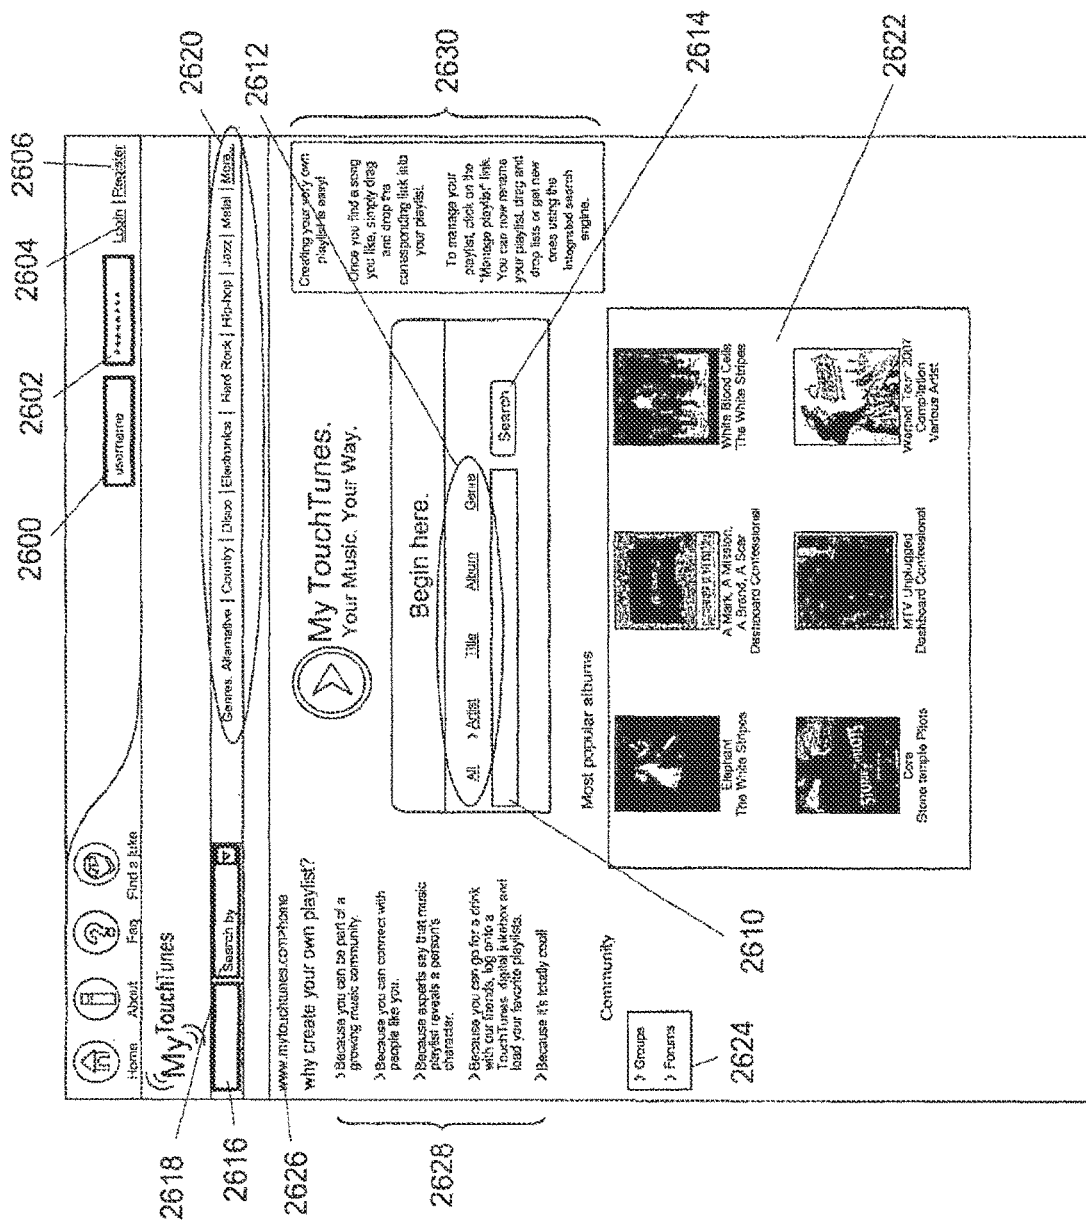 2600
2602
2604
2606
2620
2612
2630
2614
2622
Home
About
Faq
Find a juke
username
********
Login | Register
My TouchTunes
Search by
Genres. Alternative | Country | Disco | Electronica | Hard Rock | Hip-hop | Jazz | Metal | More...
www.mytouchtunes.com>home
why create your own playlist?
> Because you can be part of a
growing music community.
> Because you can connect with
people like you.
> Because experts say that music
playlist reveals a person's
character.
> Because you can go for a drink
with our friends, log onto a
TouchTunes digital jukebox and
load your favorite playlists.
> Because it's totally cool!
My TouchTunes.
Your Music. Your Way.
Begin here.
All > Artist Title Album Genre
Search
Creating your very own
playlist is easy!
Once you find a song
you like, simply drag
and drop the
corresponding link into
your playlist.
To manage your
playlist, click on the
"Manage playlist" link.
You can now rename
your playlist, drag and
drop lists or get new
ones using the
integrated search
engine.
Community
> Groups
> Forums
Most popular albums
Elephant
The White Stripes
A Mark, A Mission,
A Brand, A Scar
Dashboard Confessional
White Blood Cells
The White Stripes
Core
Stone temple Pilots
MTV Unplugged
Dashboard Confessional
Warped Tour 2007
Compilation
Various Artist
2618
2616
2626
2628
2624
2610